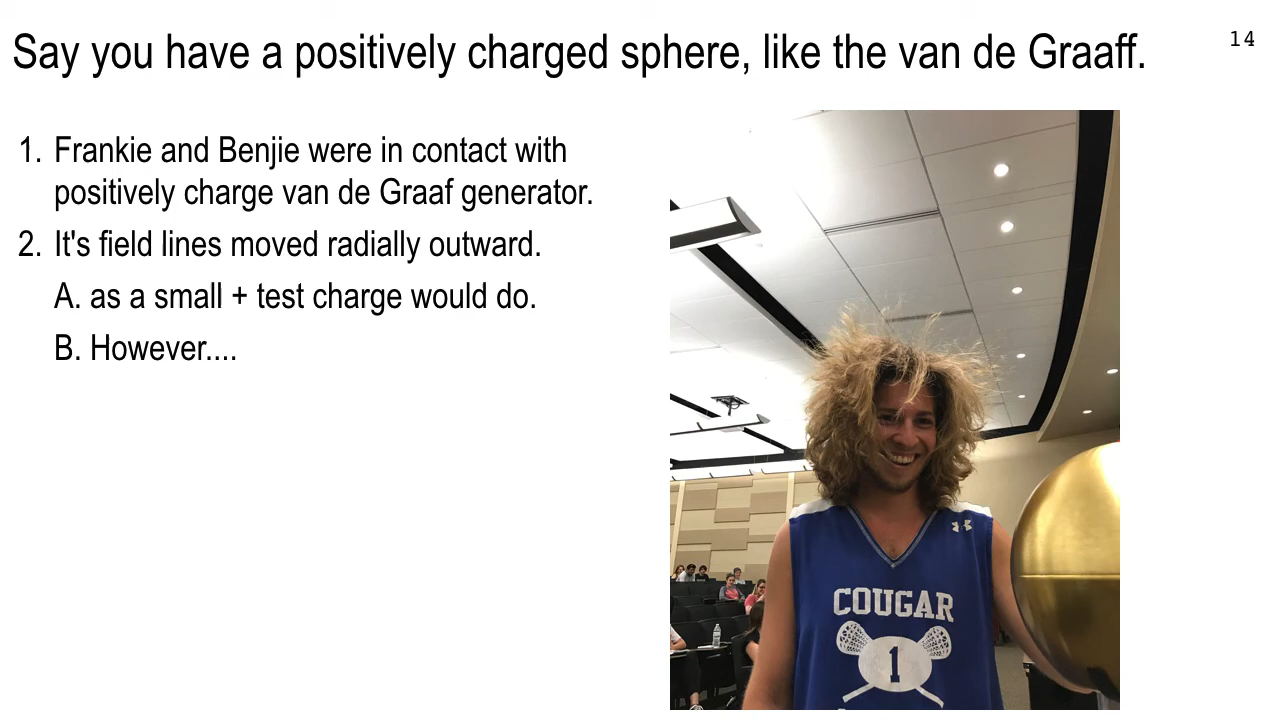 Say you have a positively charged sphere, like the van de Graaff.
14
1. Frankie and Benjie were in contact with
positively charge van de Graaf generator.
2. It's field lines moved radially outward.
A. as a small + test charge would do.
B. However....
COUGAR
1